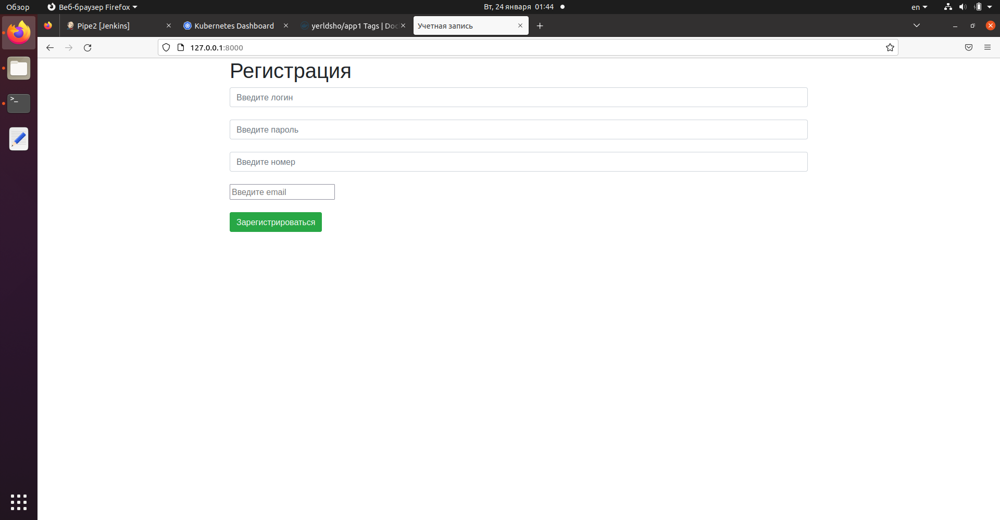 Обзор Веб-браузер Firefox Вт, 24 января 01:44 en
Pipe2 [Jenkins] Kubernetes Dashboard yerldsho/app1 Tags | Doc Учетная запись
127.0.0.1:8000
Регистрация
Введите логин
Введите пароль
Введите номер
Введите email
Зарегистрироваться